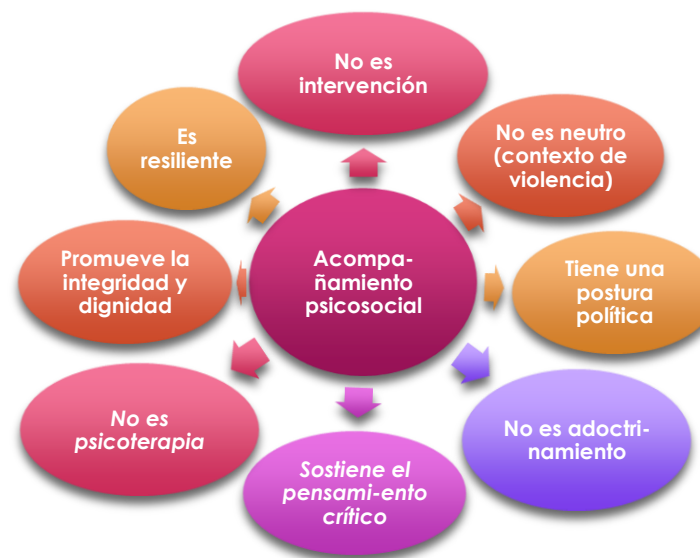 No es
intervención
No es neutro
(contexto de
violencia)
Tiene una
postura
política
No es adoctri-
namiento
Sostiene el
pensami-ento
crítico
No es
psicoterapia
Promueve la
integridad y
dignidad
Es
resiliente
Acompa-
ñamiento
psicosocial